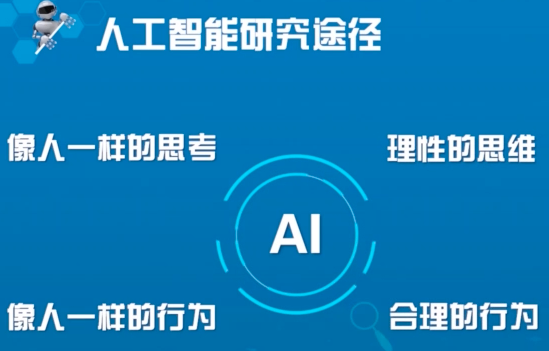 人工智能研究途径
像人一样的思考
理性的思维
AI
像人一样的行为
合理的行为